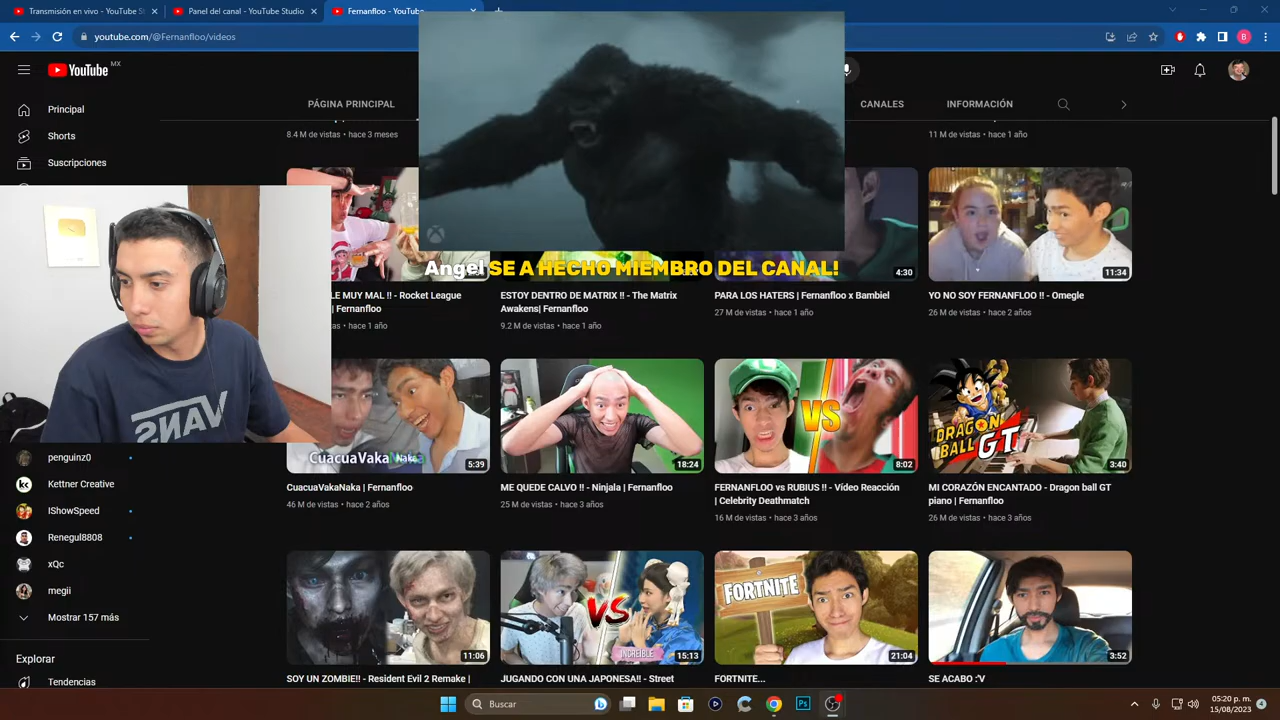 Transmisión en vivo - YouTube S
Panel del canal - YouTube Studio
Fernanfloo - YouTube
youtube.com/@Fernanfloo/videos
YouTube MX
PÁGINA PRINCIPAL
CANALES
INFORMACIÓN
Principal
Shorts
Suscripciones
8.4 M de vistas • hace 3 meses
11 M de vistas • hace 1 año
Angel SE A HECHO MIEMBRO DEL CANAL!
4:30
11:34
LE MUY MAL !! - Rocket League
| Fernanfloo
hace 1 año
ESTOY DENTRO DE MATRIX !! - The Matrix
Awakens| Fernanfloo
9.2 M de vistas • hace 1 año
PARA LOS HATERS | Fernanfloo x Bambiel
27 M de vistas • hace 1 año
YO NO SOY FERNANFLOO !! - Omegle
26 M de vistas • hace 2 años
VANS
penguinz0
Kettner Creative
IShowSpeed
Renegul8808
xQc
megii
Mostrar 157 más
Explorar
Tendencias
CuacuaVakaNaka
5:39
18:24
VS
8:02
DRAGON
BALL
GT
3:40
CuacuaVakaNaka | Fernanfloo
46 M de vistas • hace 2 años
ME QUEDE CALVO !! - Ninjala | Fernanfloo
25 M de vistas • hace 3 años
FERNANFLOO vs RUBIUS !! - Vídeo Reacción
| Celebrity Deathmatch
16 M de vistas • hace 3 años
MI CORAZÓN ENCANTADO - Dragon ball GT
piano | Fernanfloo
26 M de vistas • hace 3 años
11:06
VS
INCREIBLE
15:13
FORTNITE
21:04
3:52
SOY UN ZOMBIE!! - Resident Evil 2 Remake |
JUGANDO CON UNA JAPONESA!! - Street
FORTNITE...
SE ACABO :'V
Buscar
05:20 p. m.
15/08/2023